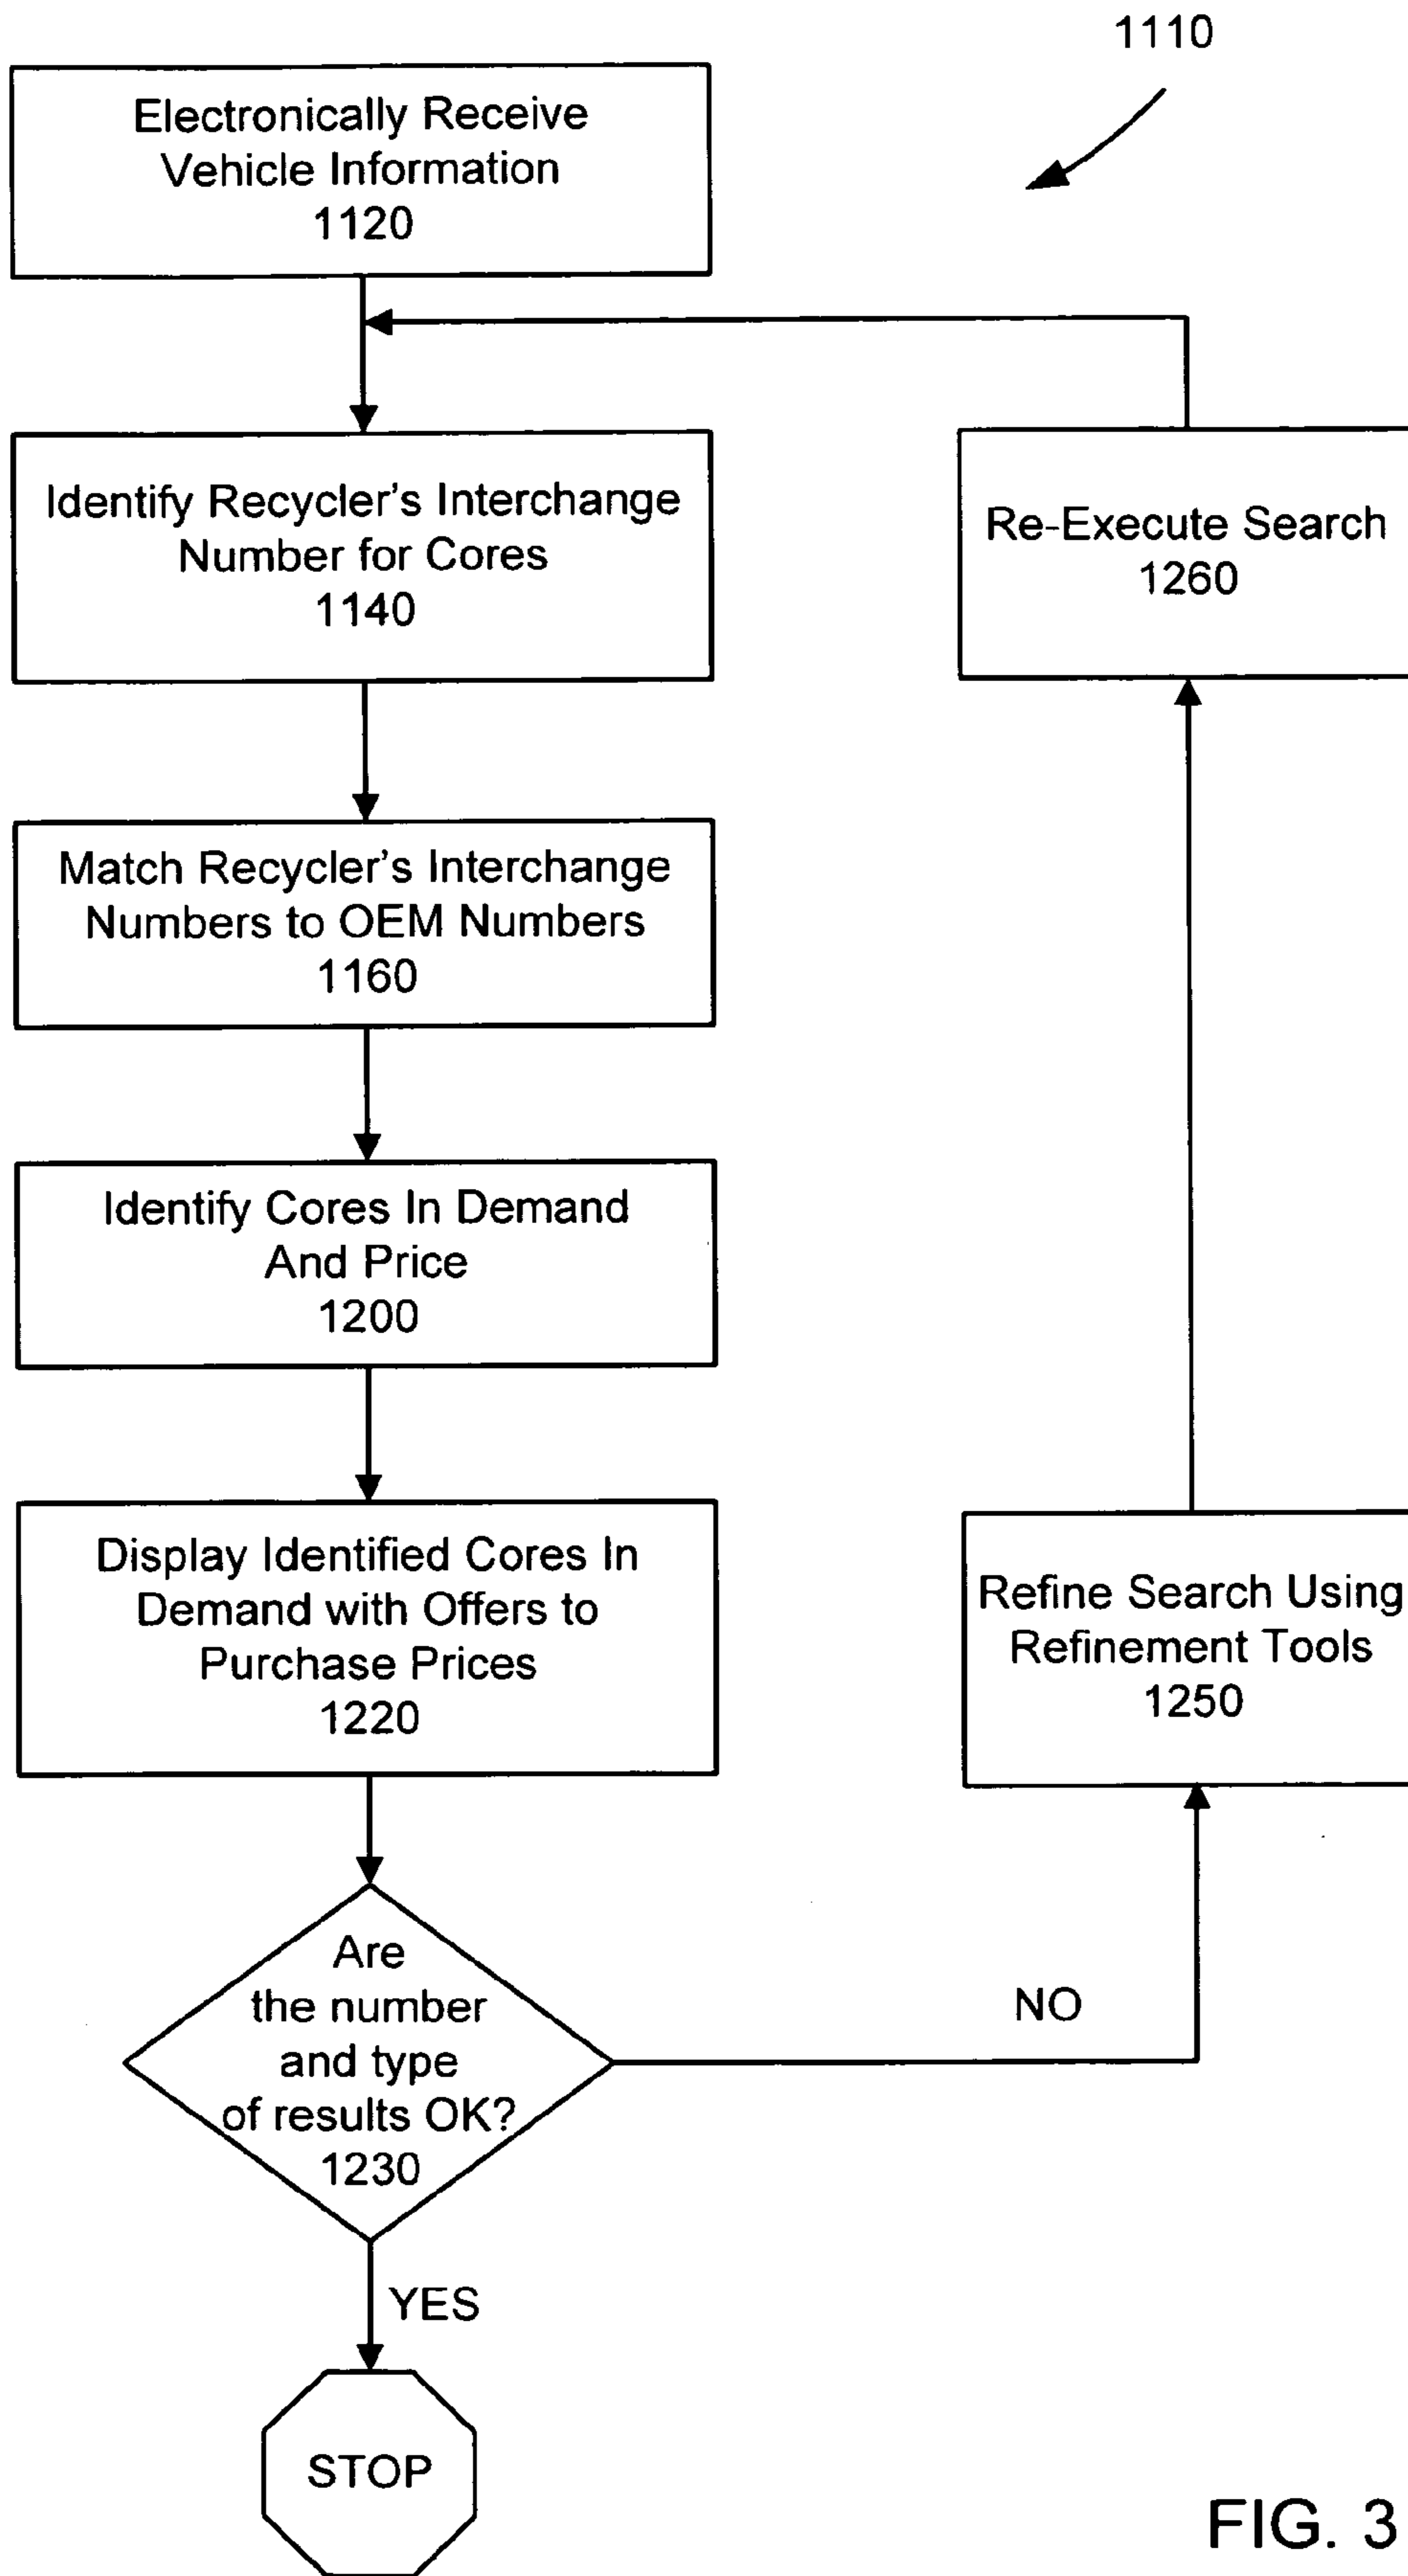 1110
Electronically Receive
Vehicle Information
1120
Identify Recycler's Interchange
Number for Cores
1140
Re-Execute Search
1260
Match Recycler's Interchange
Numbers to OEM Numbers
1160
Identify Cores In Demand
And Price
1200
Display Identified Cores In
Demand with Offers to
Purchase Prices
1220
Refine Search Using
Refinement Tools
1250
Are
the number
and type
of results OK?
1230
NO
YES
STOP
FIG. 3